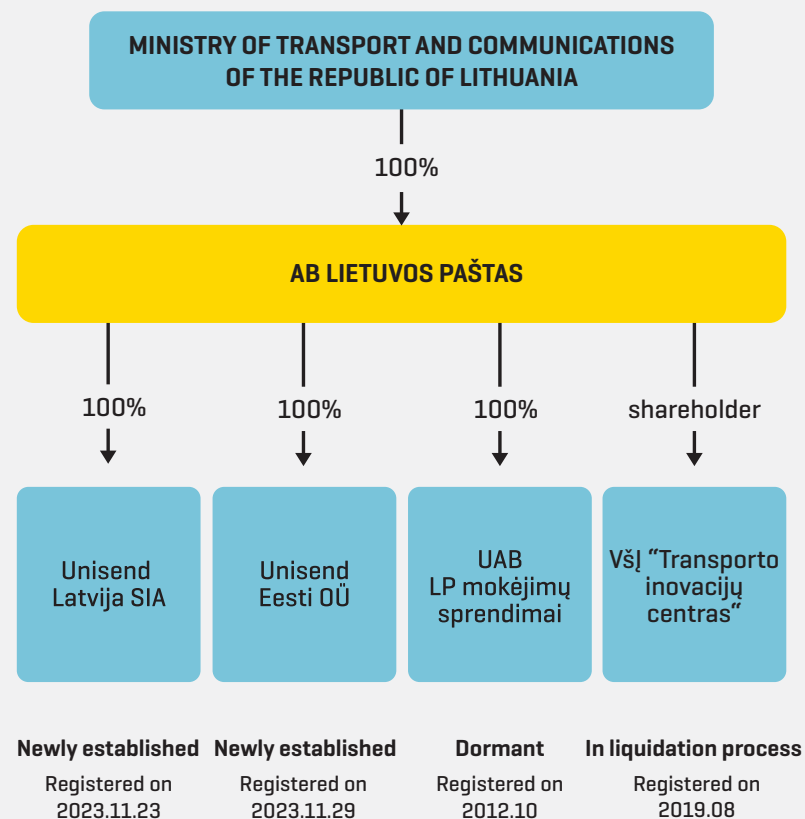 MINISTRY OF TRANSPORT AND COMMUNICATIONS
OF THE REPUBLIC OF LITHUANIA
100%
AB LIETUVOS PAŠTAS
100%
100%
100%
shareholder
Unisend
Latvija SIA
Unisend
Eesti OÜ
UAB
LP mokėjimų
sprendimai
VšĮ “Transporto
inovacijų
centras“
Newly established
Registered on
2023.11.23
Newly established
Registered on
2023.11.29
Dormant
Registered on
2012.10
In liquidation process
Registered on
2019.08